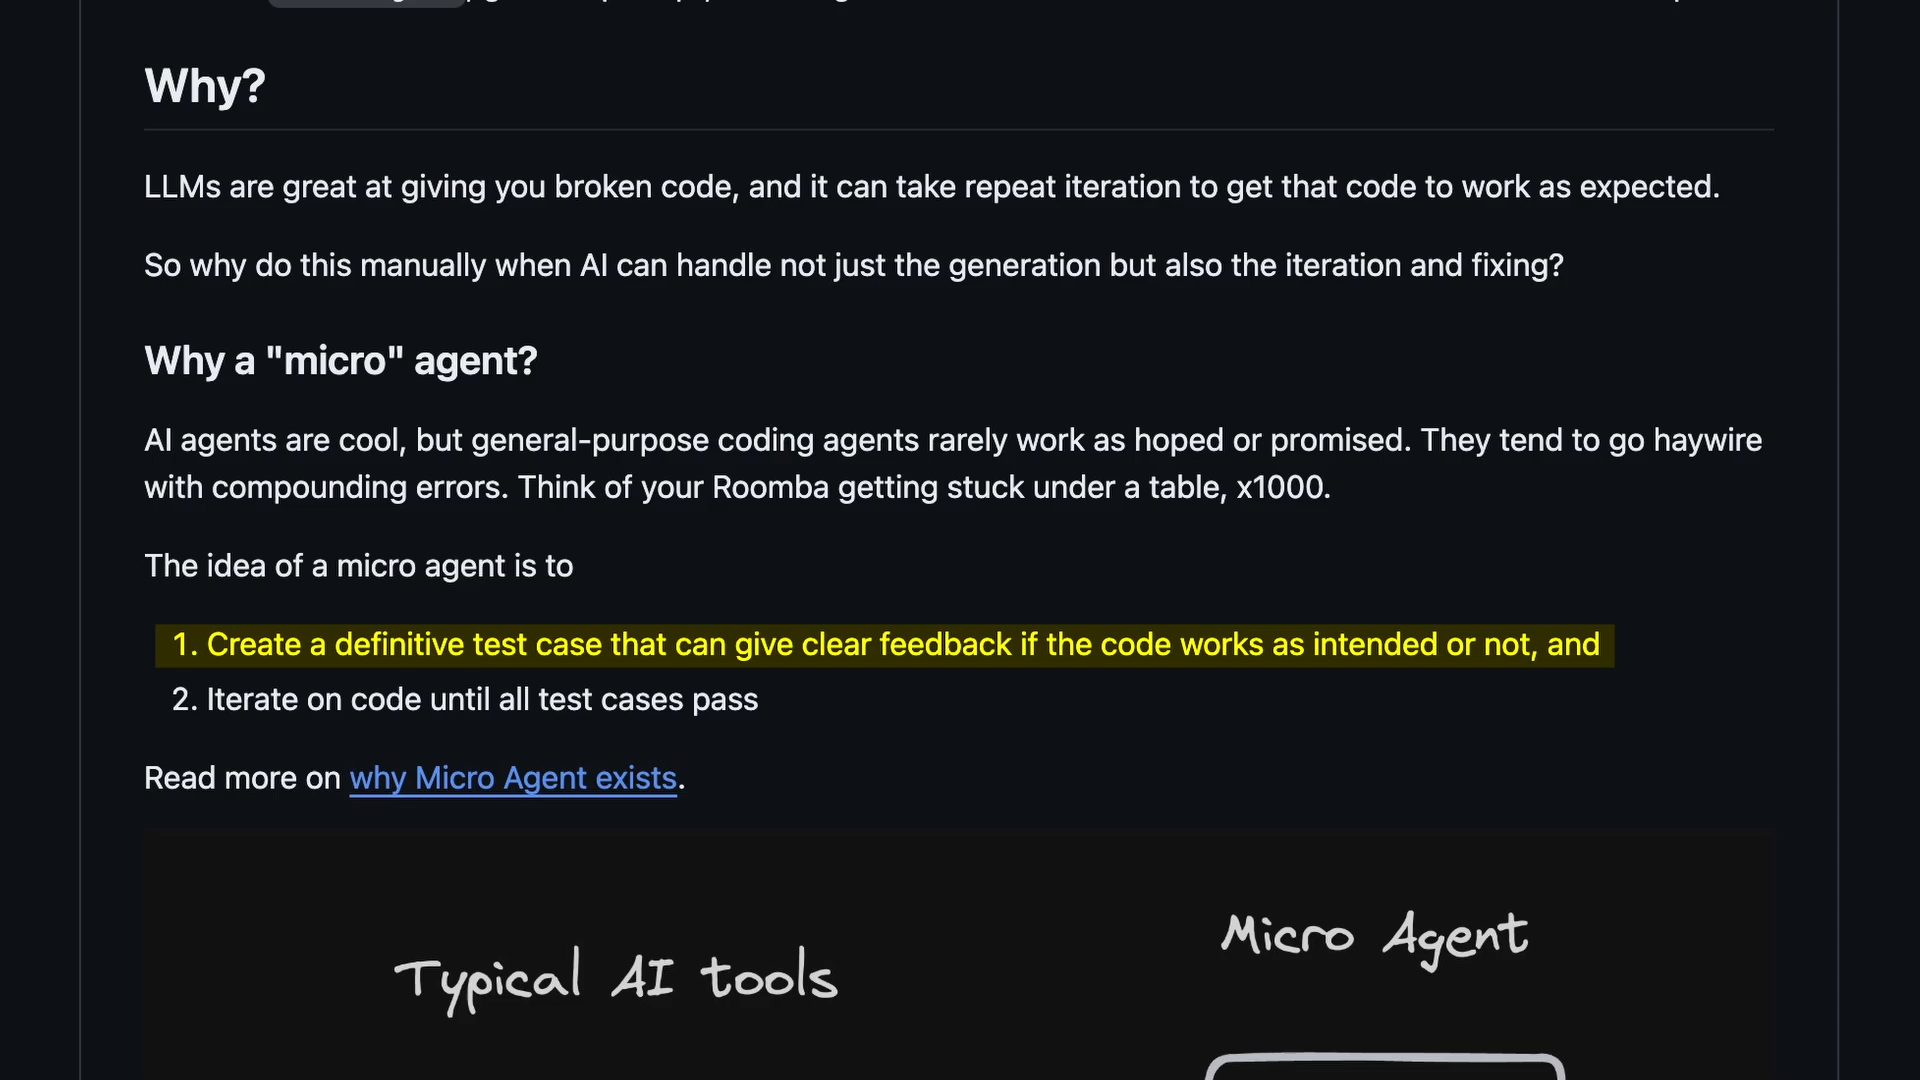 Why?
LLMs are great at giving you broken code, and it can take repeat iteration to get that code to work as expected.
So why do this manually when AI can handle not just the generation but also the iteration and fixing?
Why a "micro" agent?
AI agents are cool, but general-purpose coding agents rarely work as hoped or promised. They tend to go haywire
with compounding errors. Think of your Roomba getting stuck under a table, x1000.
The idea of a micro agent is to
1. Create a definitive test case that can give clear feedback if the code works as intended or not, and
2. Iterate on code until all test cases pass
Read more on why Micro Agent exists.
Micro Agent
Typical AI tools